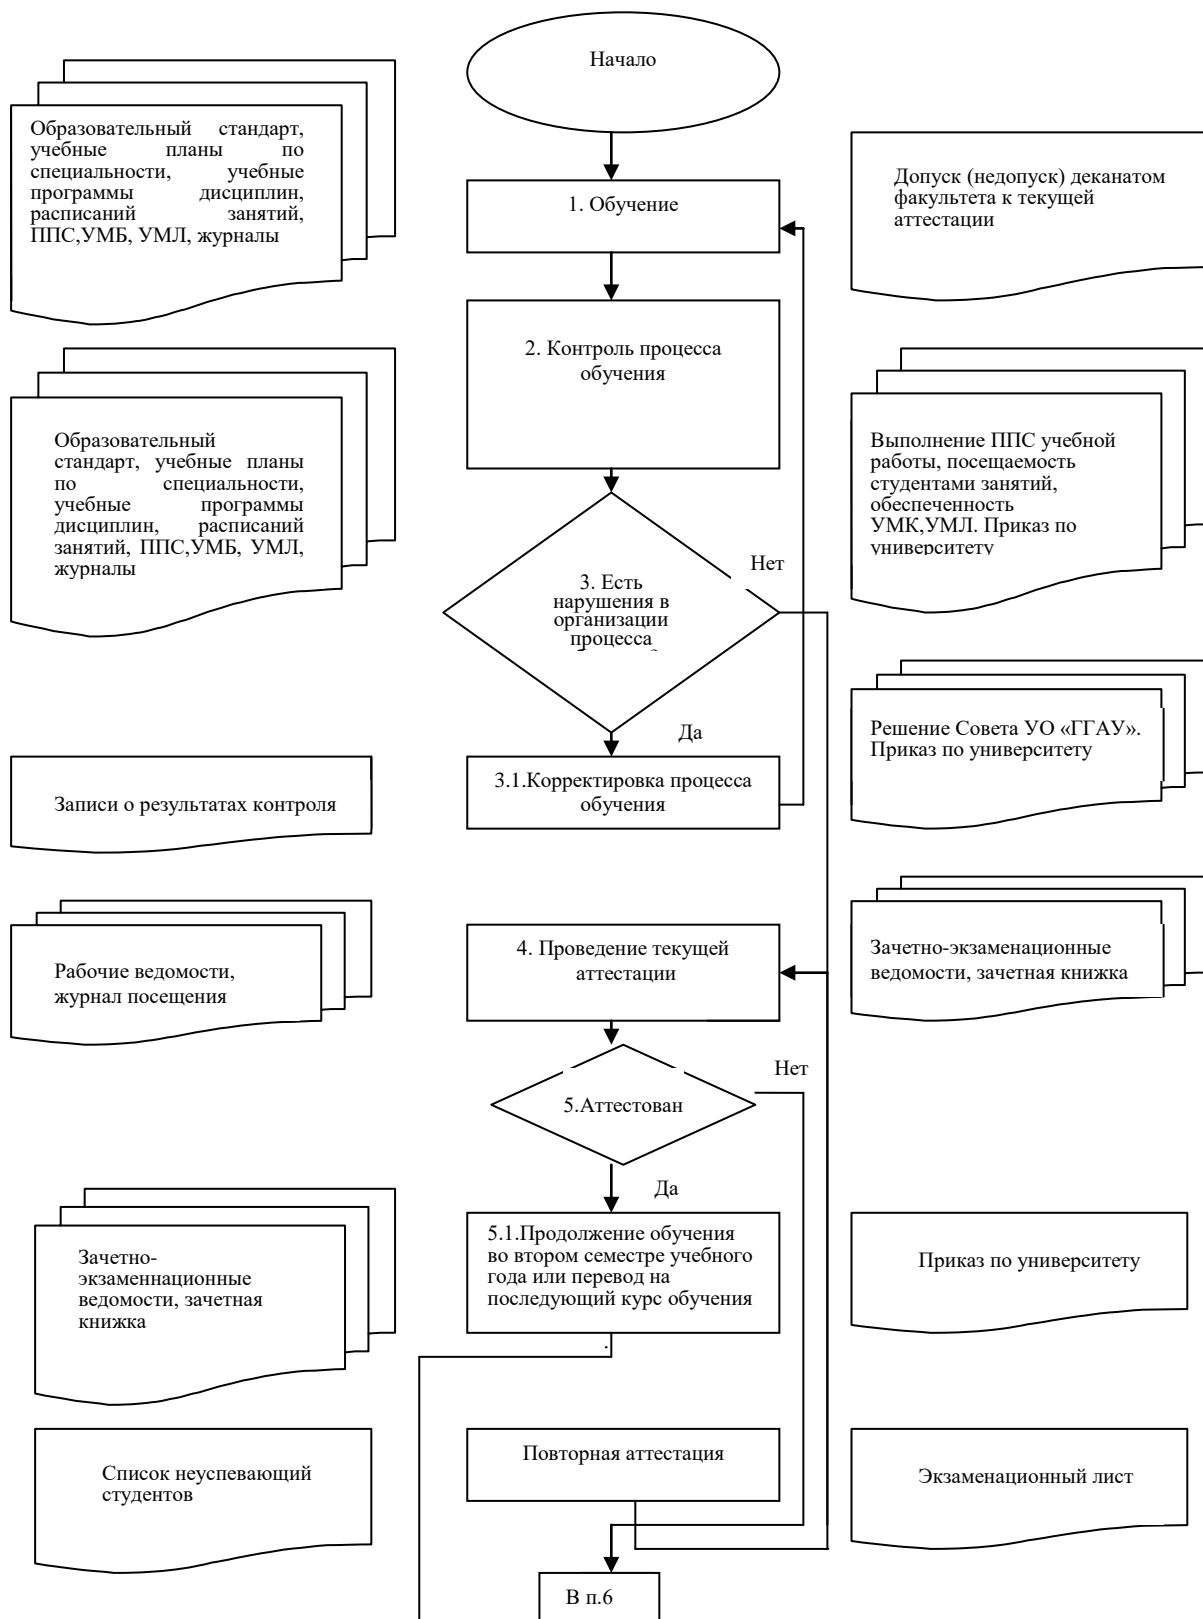 Начало
Образовательный стандарт,
учебные планы по
специальности, учебные
программы дисциплин,
расписаний занятий,
ППС,УМБ, УМЛ, журналы
1. Обучение
Допуск (недопуск) деканатом
факультета к текущей
аттестации
2. Контроль процесса
обучения
Образовательный
стандарт, учебные планы
по специальности,
учебные программы
дисциплин, расписаний
занятий, ППС,УМБ, УМЛ,
журналы
Выполнение ППС учебной
работы, посещаемость
студентами занятий,
обеспеченность
УМК,УМЛ. Приказ по
университету
3. Есть
нарушения в
организации
процесса
Нет
Да
Решение Совета УО «ГГАУ».
Приказ по университету
Записи о результатах контроля
3.1.Корректировка процесса
обучения
Рабочие ведомости,
журнал посещения
4. Проведение текущей
аттестации
Зачетно-экзаменационные
ведомости, зачетная книжка
5.Аттестован
Нет
Да
Зачетно-
экзаменнационные
ведомости, зачетная
книжка
5.1.Продолжение обучения
во втором семестре учебного
года или перевод на
последующий курс обучения
.
Приказ по университету
Список неуспевающий
студентов
Повторная аттестация
Экзаменационный лист
В п.6